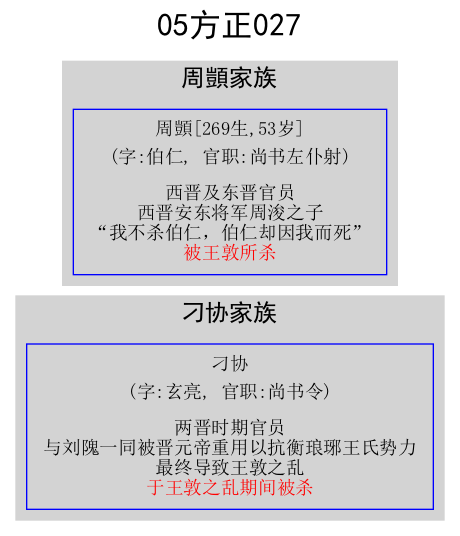 05方正027
周顗家族
周顗[269生,53岁]
(字:伯仁, 官职:尚书左仆射)
西晋及东晋官员
西晋安东将军周浚之子
“我不杀伯仁，伯仁却因我而死”
被王敦所杀
刁协家族
刁协
(字:玄亮, 官职:尚书令)
两晋时期官员
与刘隗一同被晋元帝重用以抗衡琅琊王氏势力
最终导致王敦之乱
于王敦之乱期间被杀